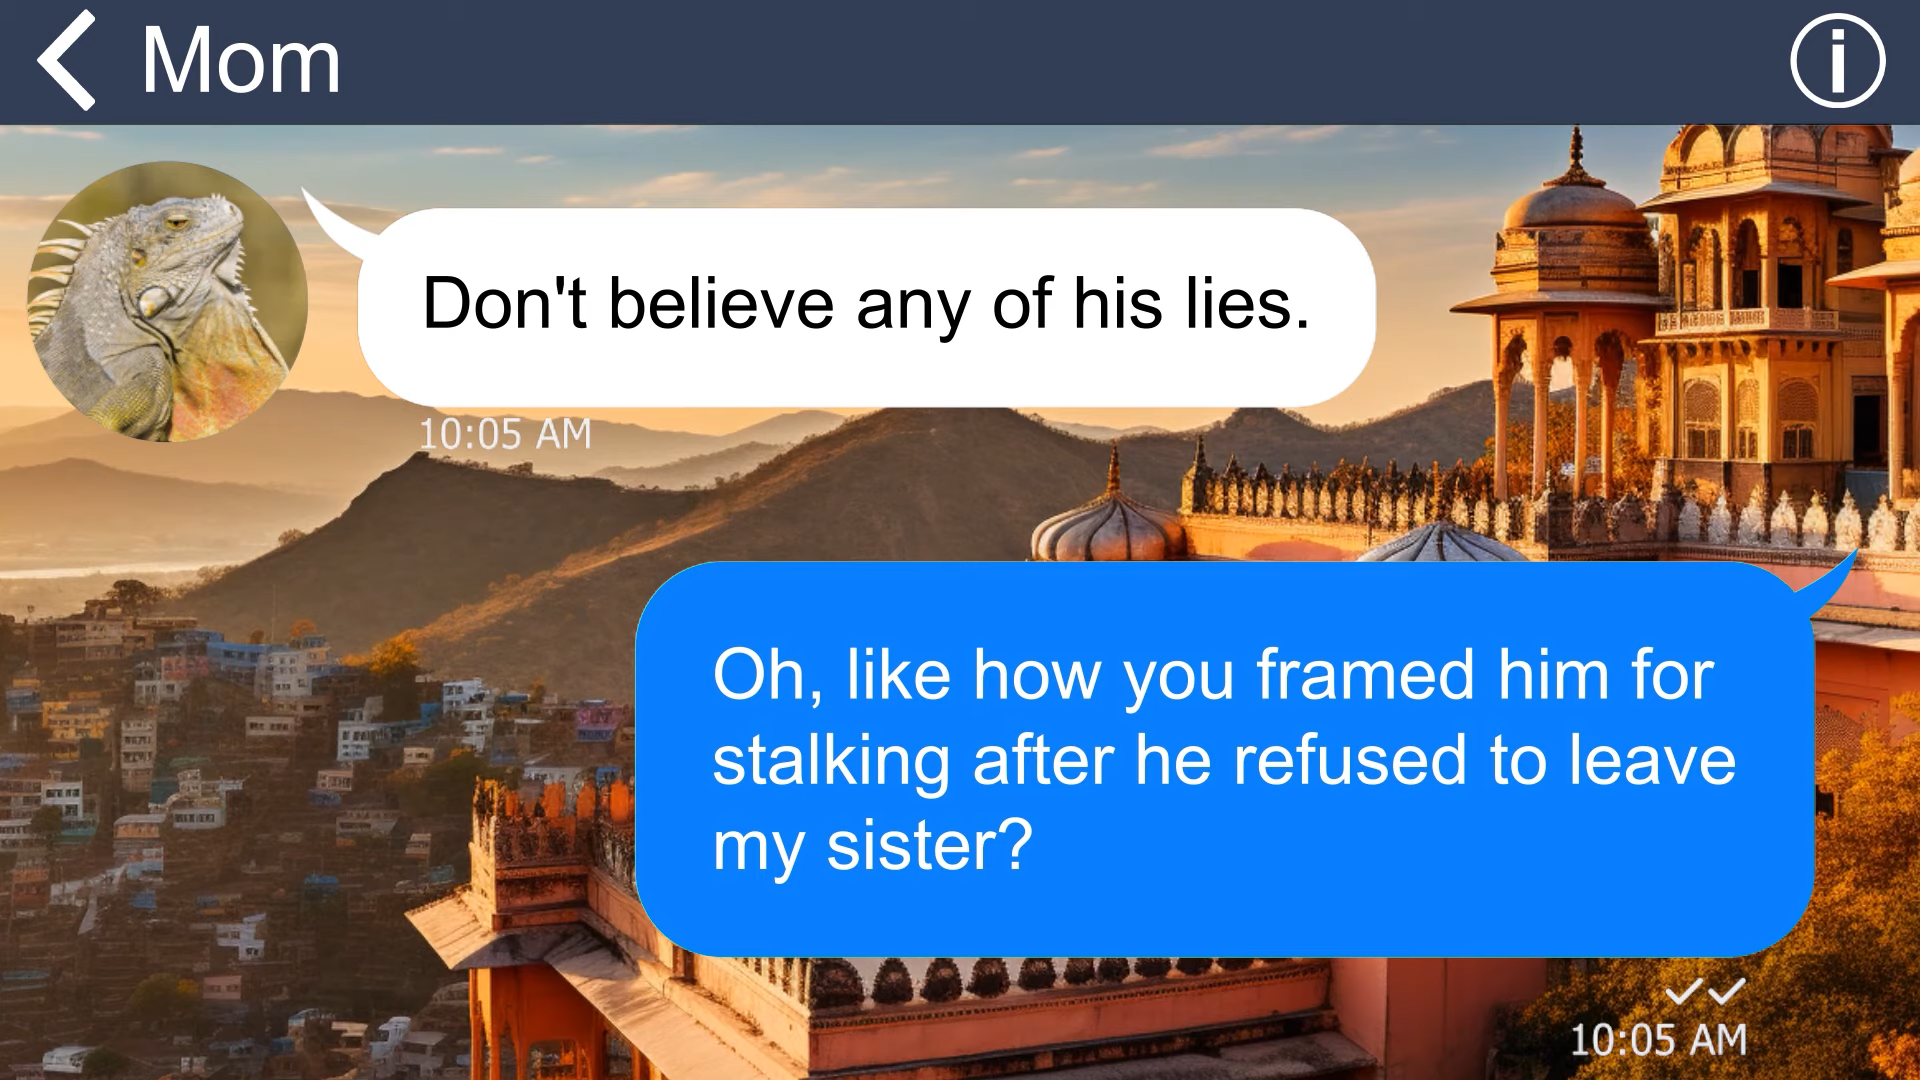 Mom
Don't believe any of his lies.
10:05 AM
Oh, like how you framed him for
stalking after he refused to leave
my sister?
10:05 AM